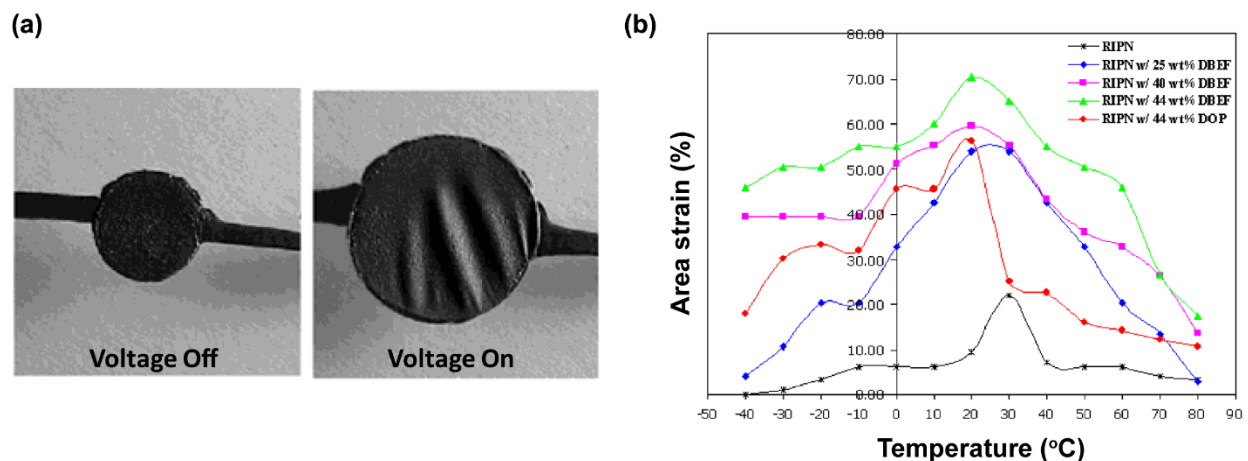 (a)
Voltage Off
Voltage On
(b)
80.00
70.00
60.00
50.00
40.00
30.00
20.00
10.00
0.00
-50 -40 -30 -20 -10 0 10 20 30 40 50 60 70 80 90
Area strain (%)
Temperature (°C)
RIPN
RIPN w/ 25 wt% DBEF
RIPN w/ 40 wt% DBEF
RIPN w/ 44 wt% DBEF
RIPN w/ 44 wt% DOP